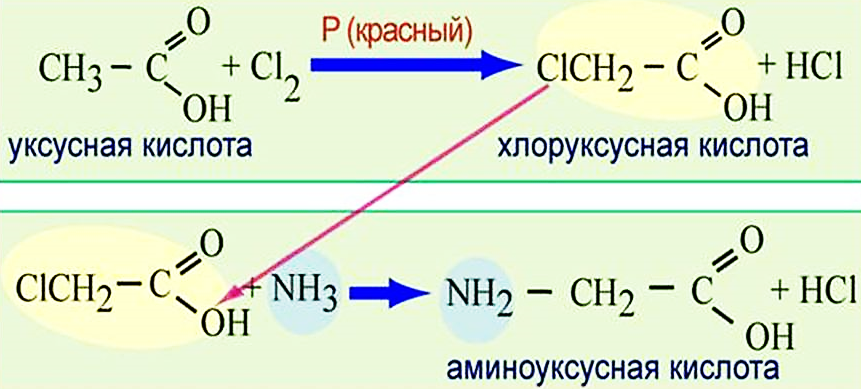 P (красный)
O
CH₃ – C + Cl₂ ClCH₂ – C + HCl
OH OH
уксусная кислота хлоруксусная кислота
O O
ClCH₂ – C + NH₃ NH₂ – CH₂ – C + HCl
OH OH
аминоуксусная кислота